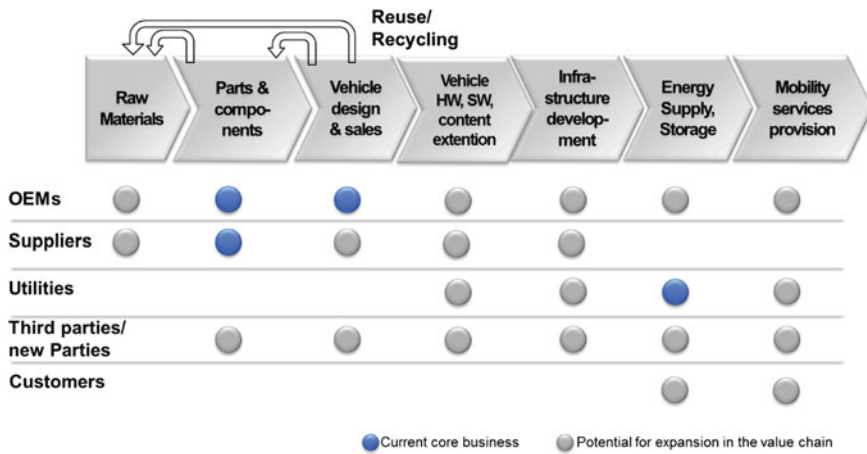 Reuse/
Recycling
Raw
Materials
Parts &
compo-
nents
Vehicle
design
& sales
Vehicle
HW, SW,
content
extention
Infra-
structure
develop-
ment
Energy
Supply,
Storage
Mobility
services
provision
OEMs
Suppliers
Utilities
Third parties/
new Parties
Customers
Current core business
Potential for expansion in the value chain